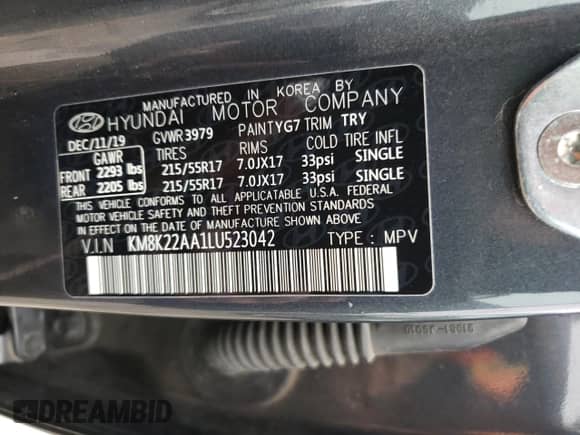 MANUFACTURED IN KOREA BY
HYUNDAI MOTOR COMPANY
DEC/11/19 GVWR 3979 PAINT YG7 TRIM TRY
GAWR TIRES RIMS COLD TIRE INFL
FRONT 2293 lbs 215/55R17 7.0JX17 33psi SINGLE
REAR 2205 lbs 215/55R17 7.0JX17 33psi SINGLE
THIS VEHICLE CONFORMS TO ALL APPLICATABLE U.S.A. FEDERAL
MOTOR VEHICLE SAFETY AND THEFT PREVENTION STANDARDS
IN EFFECT ON THE DATE OF MANUFACTURE SHOWN ABOVE.
V.I.N KM8K22AA1LU523042 TYPE : MPV
DREAMBID